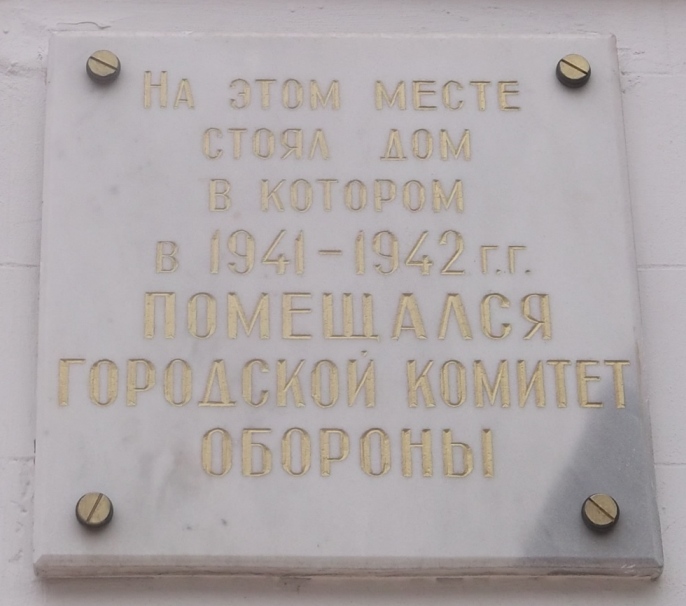 На этом месте
стоял дом
в котором
в 1941-1942 г.г.
ПОМЕЩАЛСЯ
ГОРОДСКОЙ КОМИТЕТ
ОБОРОНЫ